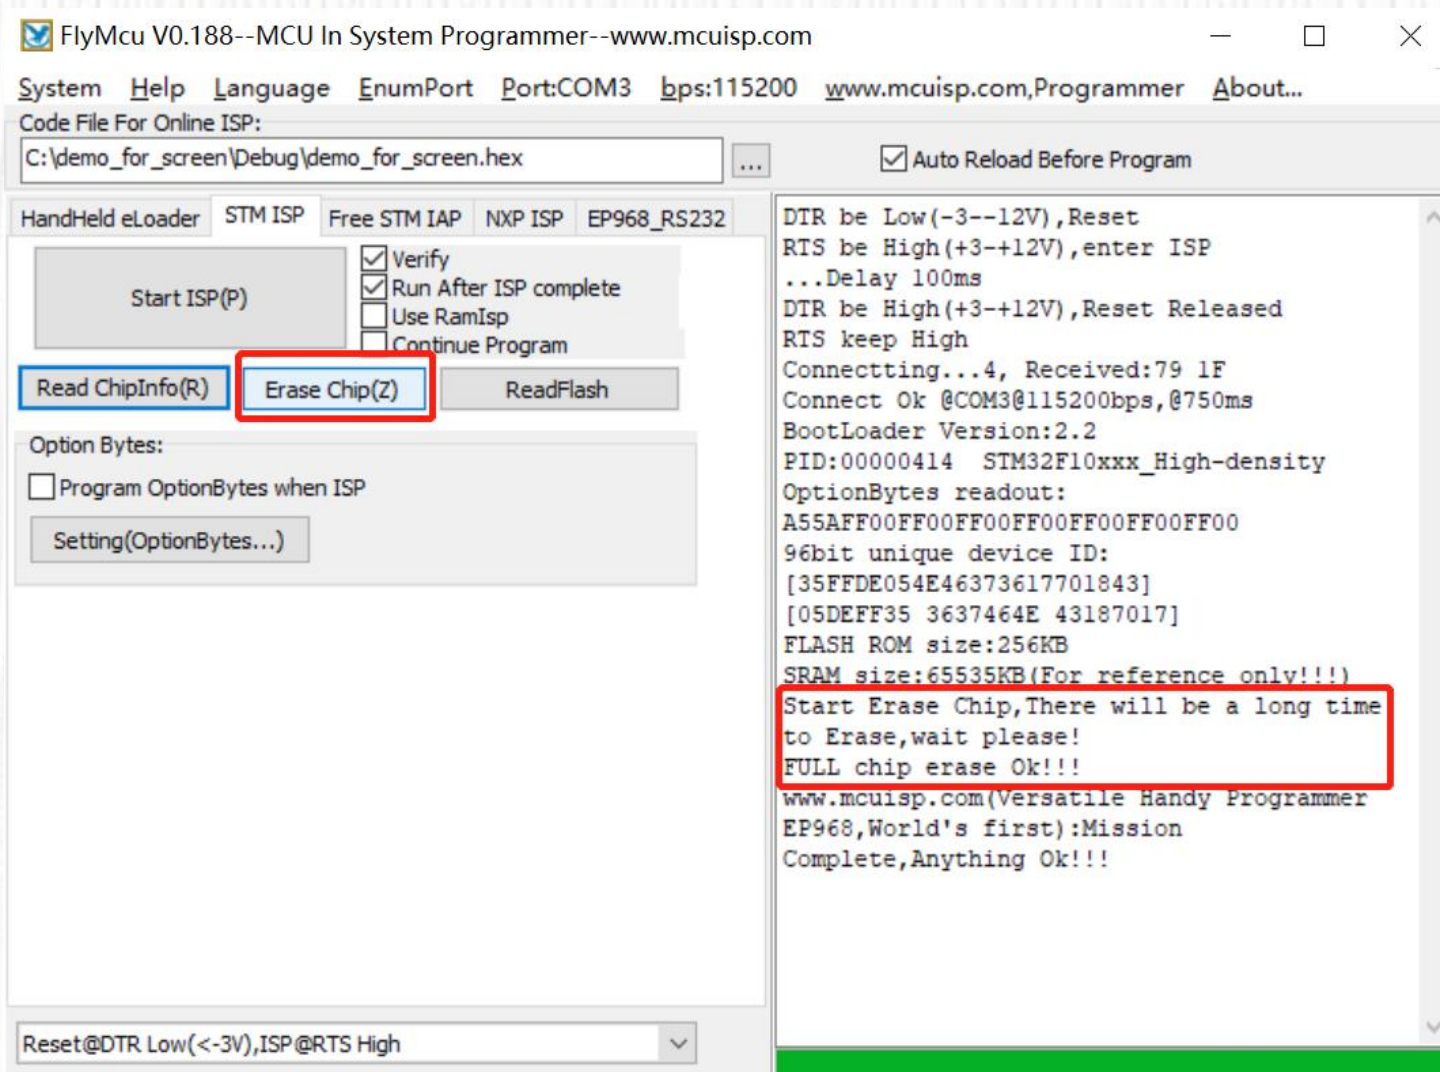 FlyMcu V0.188--MCU In System Programmer--www.mcuisp.com
System Help Language EnumPort Port:COM3 bps:115200 www.mcuisp.com,Programmer About...
Code File For Online ISP:
C:\demo_for_screen\Debug\demo_for_screen.hex
...
Auto Reload Before Program
HandHeld eLoader STM ISP Free STM IAP NXP ISP EP968_RS232
Start ISP(P)
Verify
Run After ISP complete
Use RamIsp
Continue Program
Read ChipInfo(R) Erase Chip(Z) ReadFlash
Option Bytes:
Program OptionBytes when ISP
Setting(OptionBytes...)
Reset@DTR Low(<-3V),ISP@RTS High
DTR be Low(-3--12V),Reset
RTS be High(+3-+12V),enter ISP
...Delay 100ms
DTR be High(+3-+12V),Reset Released
RTS keep High
Connectting...4, Received:79 1F
Connect Ok @COM3@115200bps,@750ms
BootLoader Version:2.2
PID:00000414 STM32F10xxx_High-density
OptionBytes readout:
A55AFF00FF00FF00FF00FF00FF00FF00
96bit unique device ID:
[35FFDE054E46373617701843]
[05DEFF35 3637464E 43187017]
FLASH ROM size:256KB
SRAM size:65535KB(For reference only!!!)
Start Erase Chip,There will be a long time
to Erase,wait please!
FULL chip erase Ok!!!
www.mcuisp.com(Versatile Handy Programmer
EP968,World's first):Mission
Complete,Anything Ok!!!